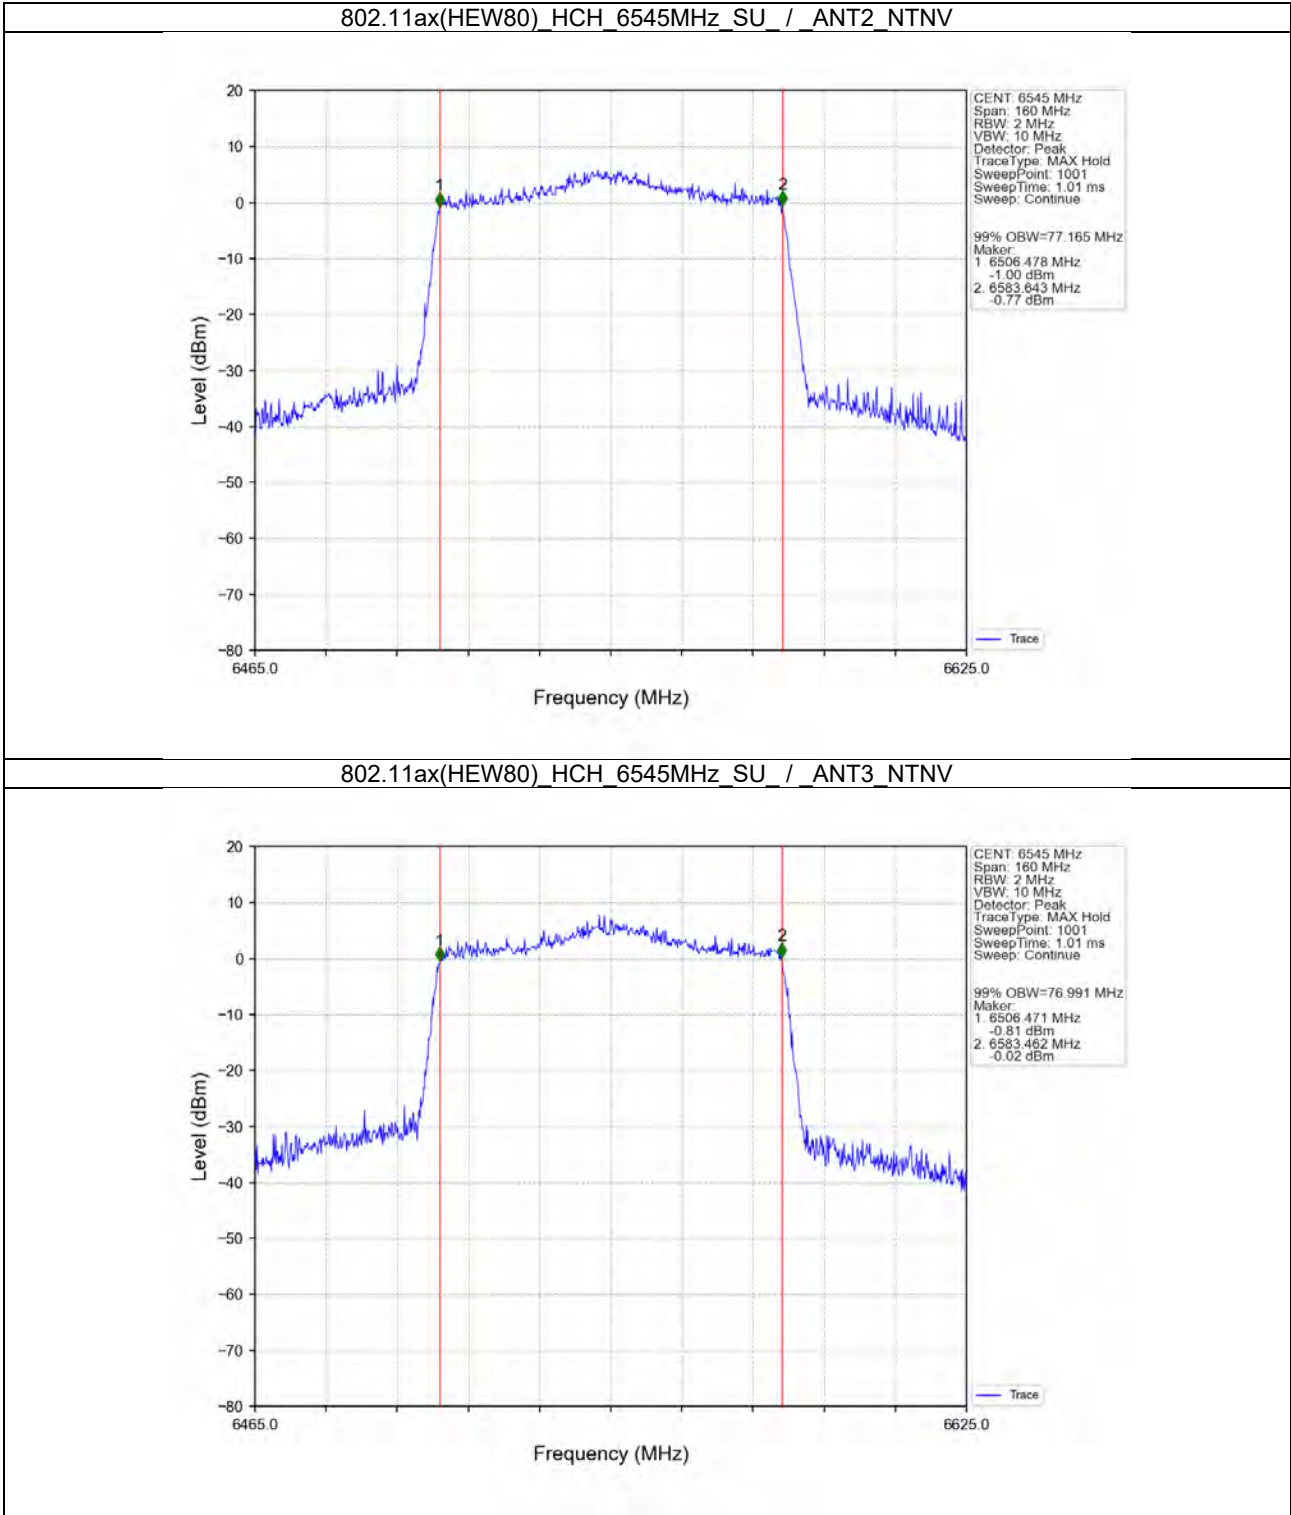 802.11ax(HEW80)_HCH_6545MHz_SU_ / _ANT2_NTNV
20
10
0
−10
−20
−30
−40
−50
−60
−70
−80
Level (dBm)
1
2
6465.0
6625.0
Frequency (MHz)
CENT: 6545 MHz
Span: 160 MHz
RBW: 2 MHz
VBW: 10 MHz
Detector: Peak
TraceType: MAX Hold
SweepPoint: 1001
SweepTime: 1.01 ms
Sweep: Continue
99% OBW=77.165 MHz
Maker:
1. 6506.478 MHz
-1.00 dBm
2. 6583.643 MHz
-0.77 dBm
Trace
802.11ax(HEW80)_HCH_6545MHz_SU_ / _ANT3_NTNV
20
10
0
−10
−20
−30
−40
−50
−60
−70
−80
Level (dBm)
1
2
6465.0
6625.0
Frequency (MHz)
CENT: 6545 MHz
Span: 160 MHz
RBW: 2 MHz
VBW: 10 MHz
Detector: Peak
TraceType: MAX Hold
SweepPoint: 1001
SweepTime: 1.01 ms
Sweep: Continue
99% OBW=76.991 MHz
Maker:
1. 6506.471 MHz
-0.81 dBm
2. 6583.462 MHz
-0.02 dBm
Trace